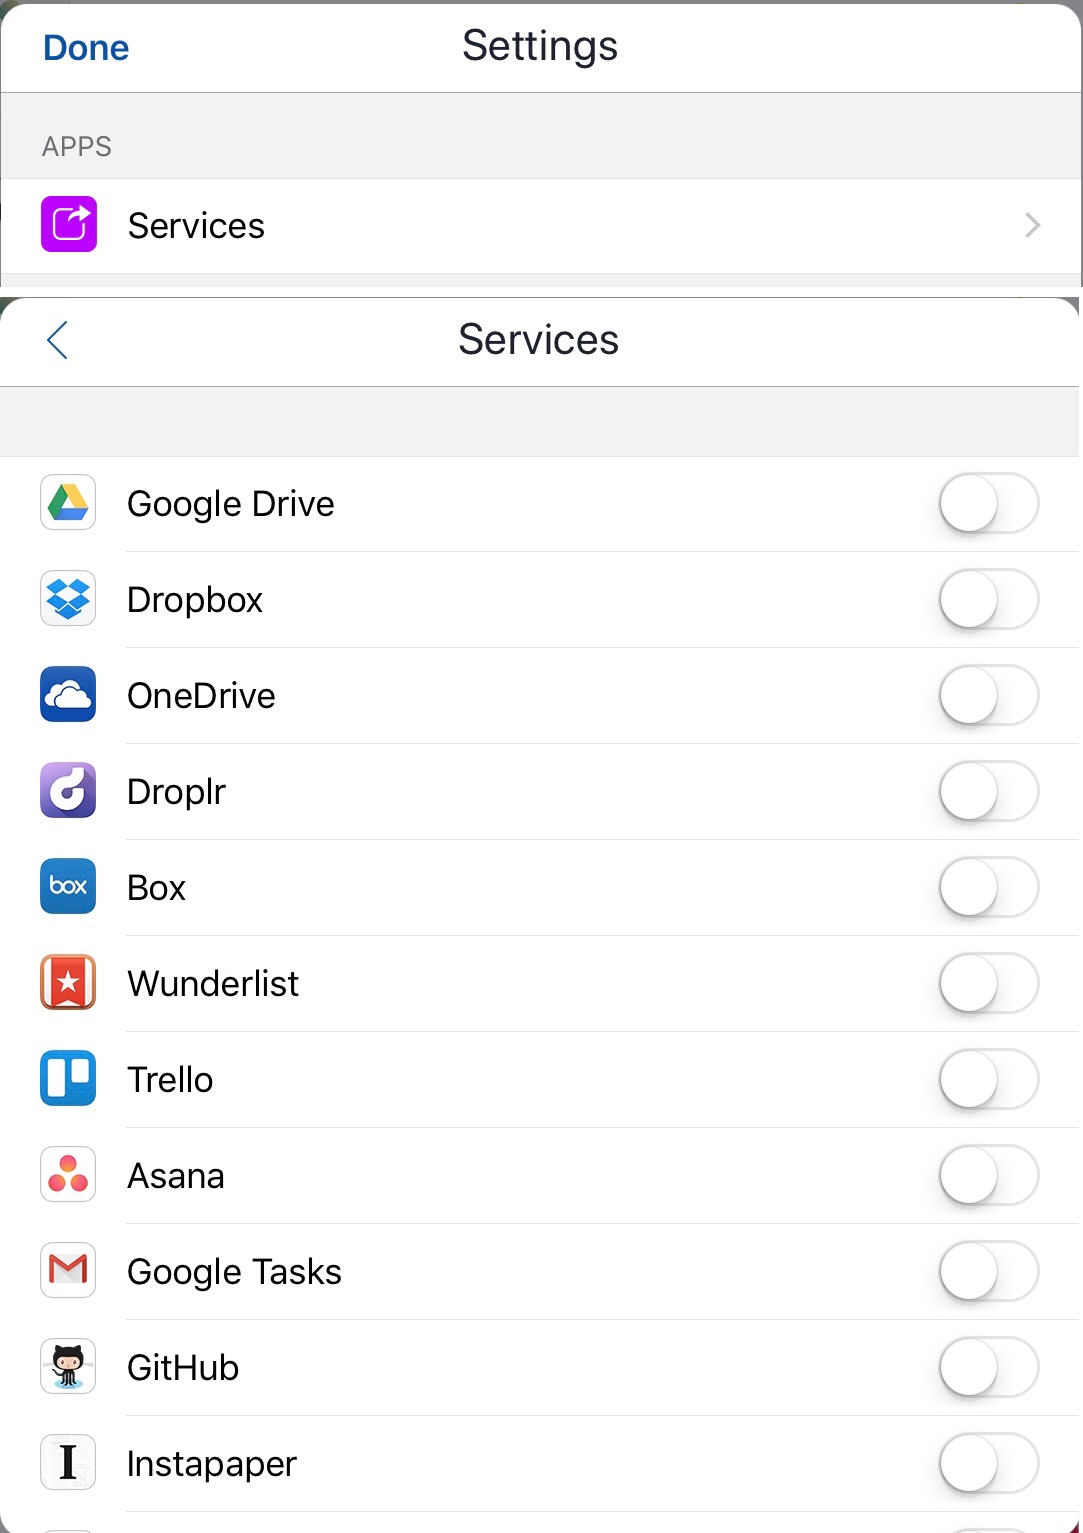 Done
Settings
APPS
Services
Services
Google Drive
Dropbox
OneDrive
Droplr
box
Box
Wunderlist
Trello
Asana
Google Tasks
GitHub
I
Instapaper